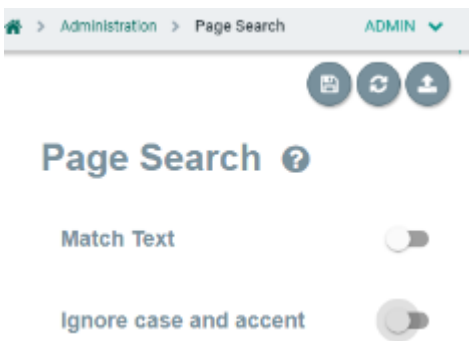 Administration > Page Search ADMIN
Page Search ?
Match Text
Ignore case and accent